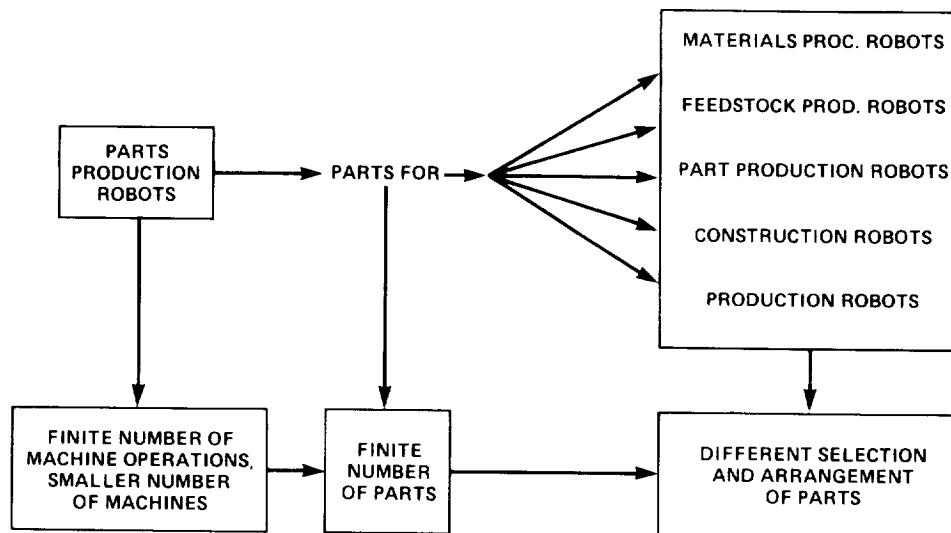 PARTS
PRODUCTION
ROBOTS
PARTS FOR
MATERIALS PROC. ROBOTS
FEEDSTOCK PROD. ROBOTS
PART PRODUCTION ROBOTS
CONSTRUCTION ROBOTS
PRODUCTION ROBOTS
FINITE NUMBER OF
MACHINE OPERATIONS,
SMALLER NUMBER
OF MACHINES
FINITE
NUMBER
OF PARTS
DIFFERENT SELECTION
AND ARRANGEMENT
OF PARTS